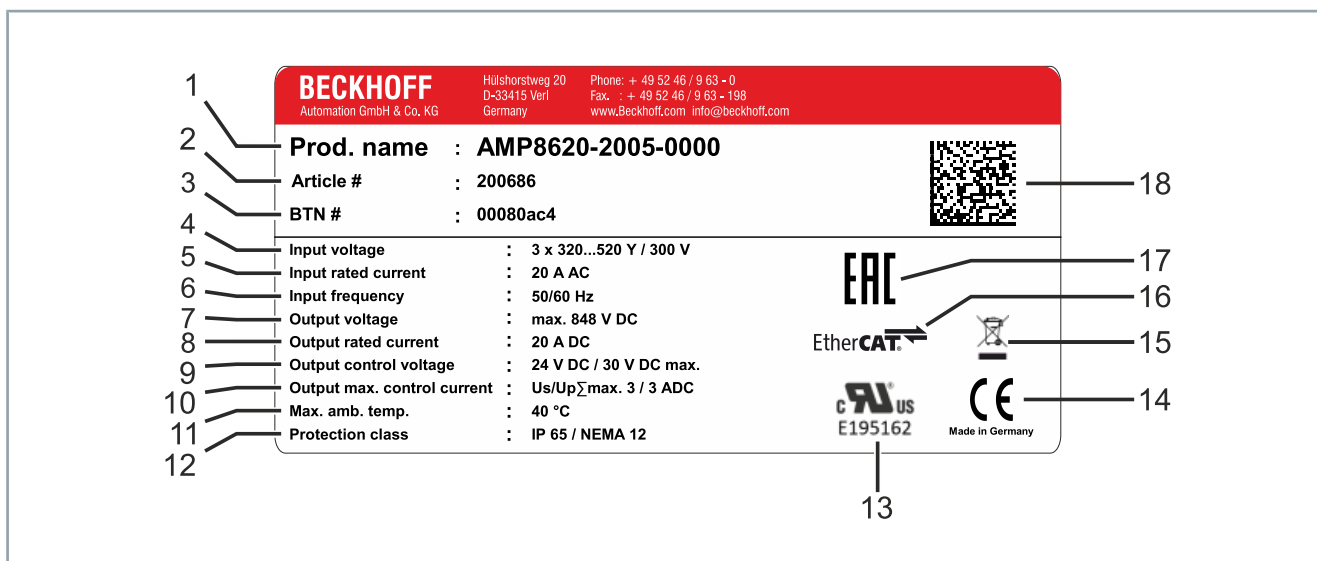 BECKHOFF
Automation GmbH & Co. KG
Hülshorstweg 20
D-33415 Verl
Germany
Phone: + 49 52 46 / 9 63 - 0
Fax. : + 49 52 46 / 9 63 - 198
www.Beckhoff.com info@beckhoff.com
1 Prod. name : AMP8620-2005-0000
2 Article # : 200686
3 BTN # : 00080ac4
18
4 Input voltage : 3 x 320...520 Y / 300 V
5 Input rated current : 20 A AC
6 Input frequency : 50/60 Hz
7 Output voltage : max. 848 V DC
8 Output rated current : 20 A DC
9 Output control voltage : 24 V DC / 30 V DC max.
10 Output max. control current : Us/Up∑max. 3 / 3 ADC
11 Max. amb. temp. : 40 °C
12 Protection class : IP 65 / NEMA 12
EAC 17
16
EtherCAT®
15
c RU® US
E195162
CE 14
Made in Germany
13